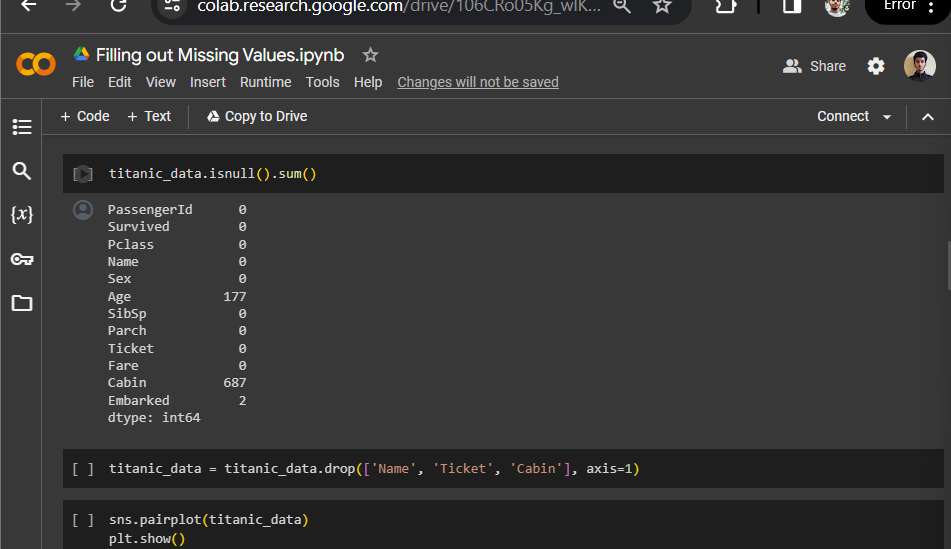 colab.research.google.com/drive/106CRo05Kg_wIK...
Error
Filling out Missing Values.ipynb
File Edit View Insert Runtime Tools Help Changes will not be saved
Share
+ Code + Text Copy to Drive
Connect
titanic_data.isnull().sum()
{x}
PassengerId 0
Survived 0
Pclass 0
Name 0
Sex 0
Age 177
SibSp 0
Parch 0
Ticket 0
Fare 0
Cabin 687
Embarked 2
dtype: int64
[ ] titanic_data = titanic_data.drop(['Name', 'Ticket', 'Cabin'], axis=1)
[ ] sns.pairplot(titanic_data)
plt.show()